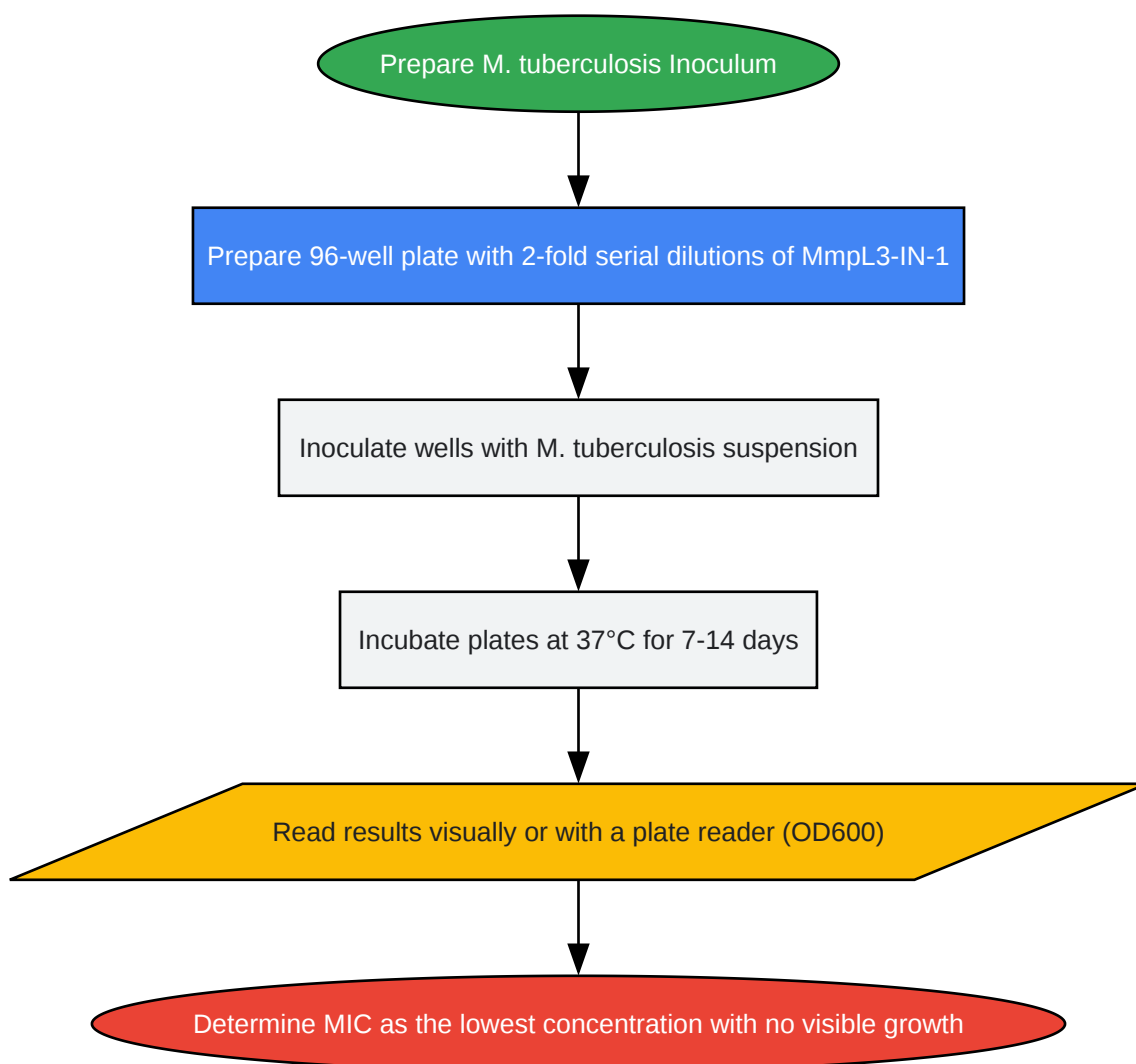 Prepare M. tuberculosis Inoculum
Prepare 96-well plate with 2-fold serial dilutions of MmpL3-IN-1
Inoculate wells with M. tuberculosis suspension
Incubate plates at 37°C for 7-14 days
Read results visually or with a plate reader (OD600)
Determine MIC as the lowest concentration with no visible growth